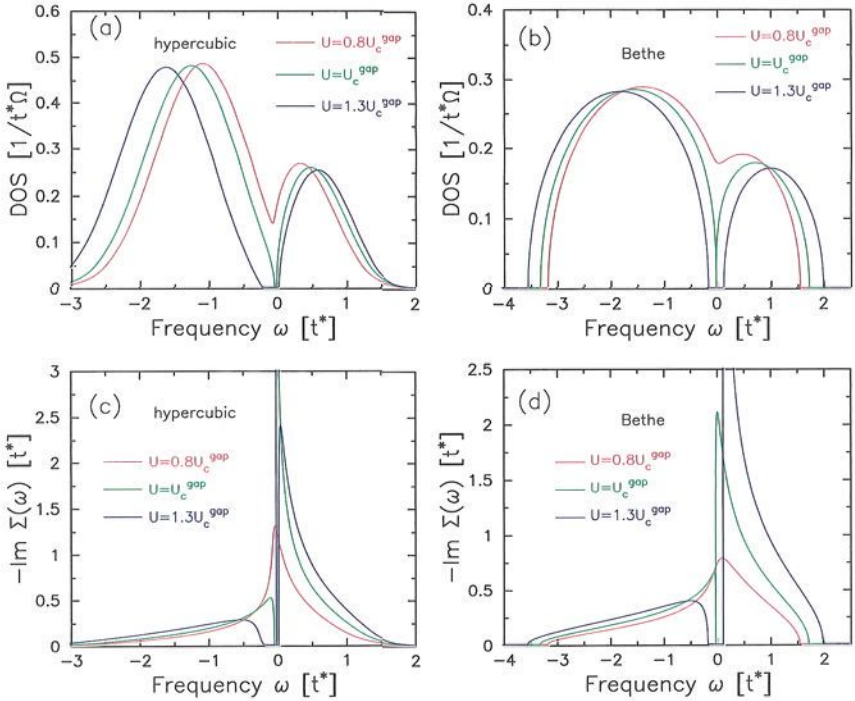 (a)
hypercubic
U=0.8U_c^gap
U=U_c^gap
U=1.3U_c^gap
DOS [1/t*Ω]
0.6
0.5
0.4
0.3
0.2
0.1
0
−3 −2 −1 0 1 2
Frequency ω [t*]
(b)
Bethe
U=0.8U_c^gap
U=U_c^gap
U=1.3U_c^gap
DOS [1/t*Ω]
0.4
0.3
0.2
0.1
0
−4 −3 −2 −1 0 1 2
Frequency ω [t*]
(c)
hypercubic
U=0.8U_c^gap
U=U_c^gap
U=1.3U_c^gap
−Im Σ(ω) [t*]
3
2.5
2
1.5
1
0.5
0
−3 −2 −1 0 1 2
Frequency ω [t*]
(d)
Bethe
U=0.8U_c^gap
U=U_c^gap
U=1.3U_c^gap
−Im Σ(ω) [t*]
2.5
2
1.5
1
0.5
0
−4 −3 −2 −1 0 1 2
Frequency ω [t*]